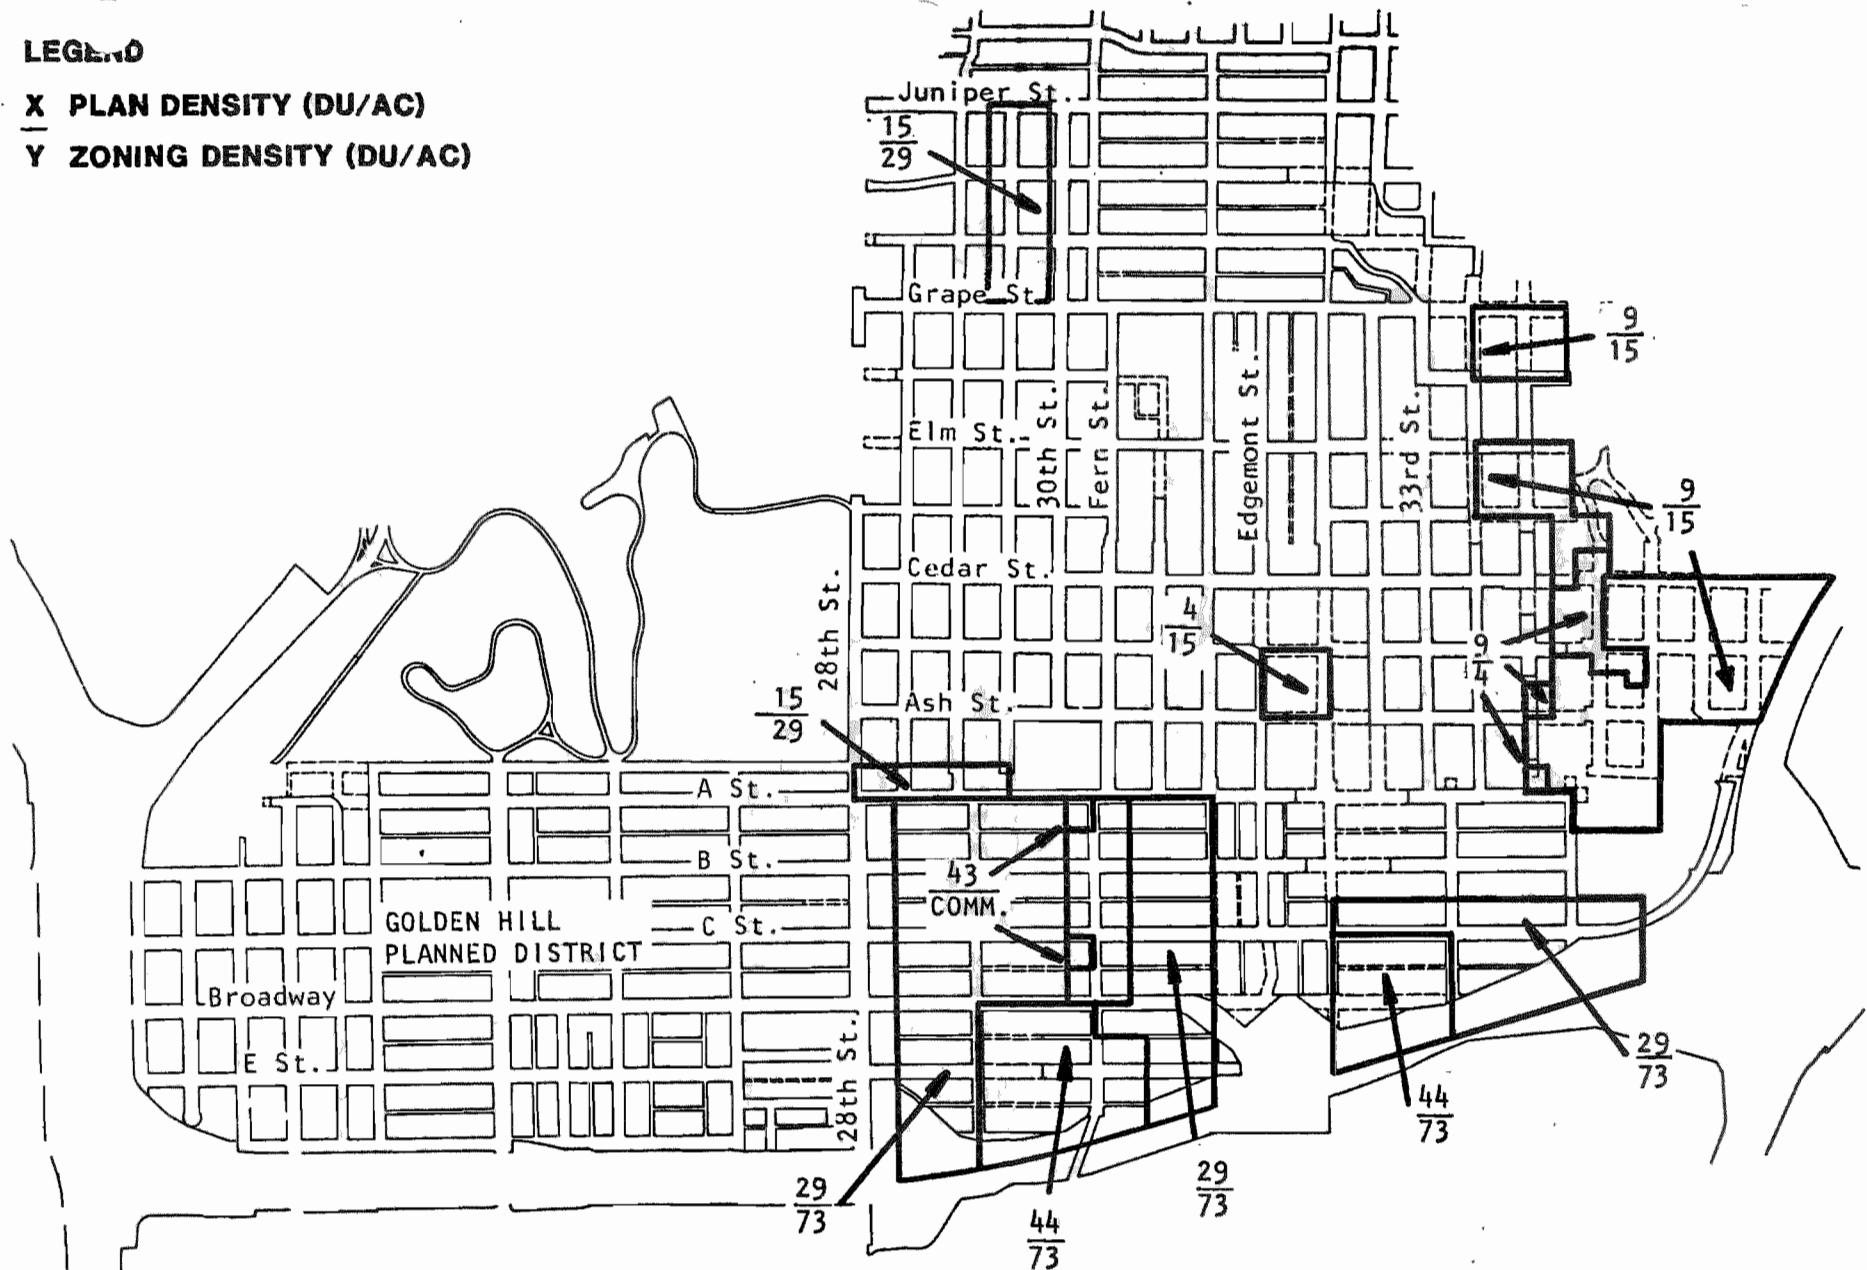 LEGEND
X PLAN DENSITY (DU/AC)
Y ZONING DENSITY (DU/AC)
Juniper St.
15
29
Grape St.
9
15
Elm St.
30th St.
Fern St.
Edgemont St.
33rd St.
9
15
Cedar St.
28th St.
4
15
9
4
Ash St.
15
29
A St.
B St.
43
COMM.
GOLDEN HILL
PLANNED DISTRICT
C St.
Broadway
E St.
28th St.
29
73
44
73
29
73
44
73
29
73